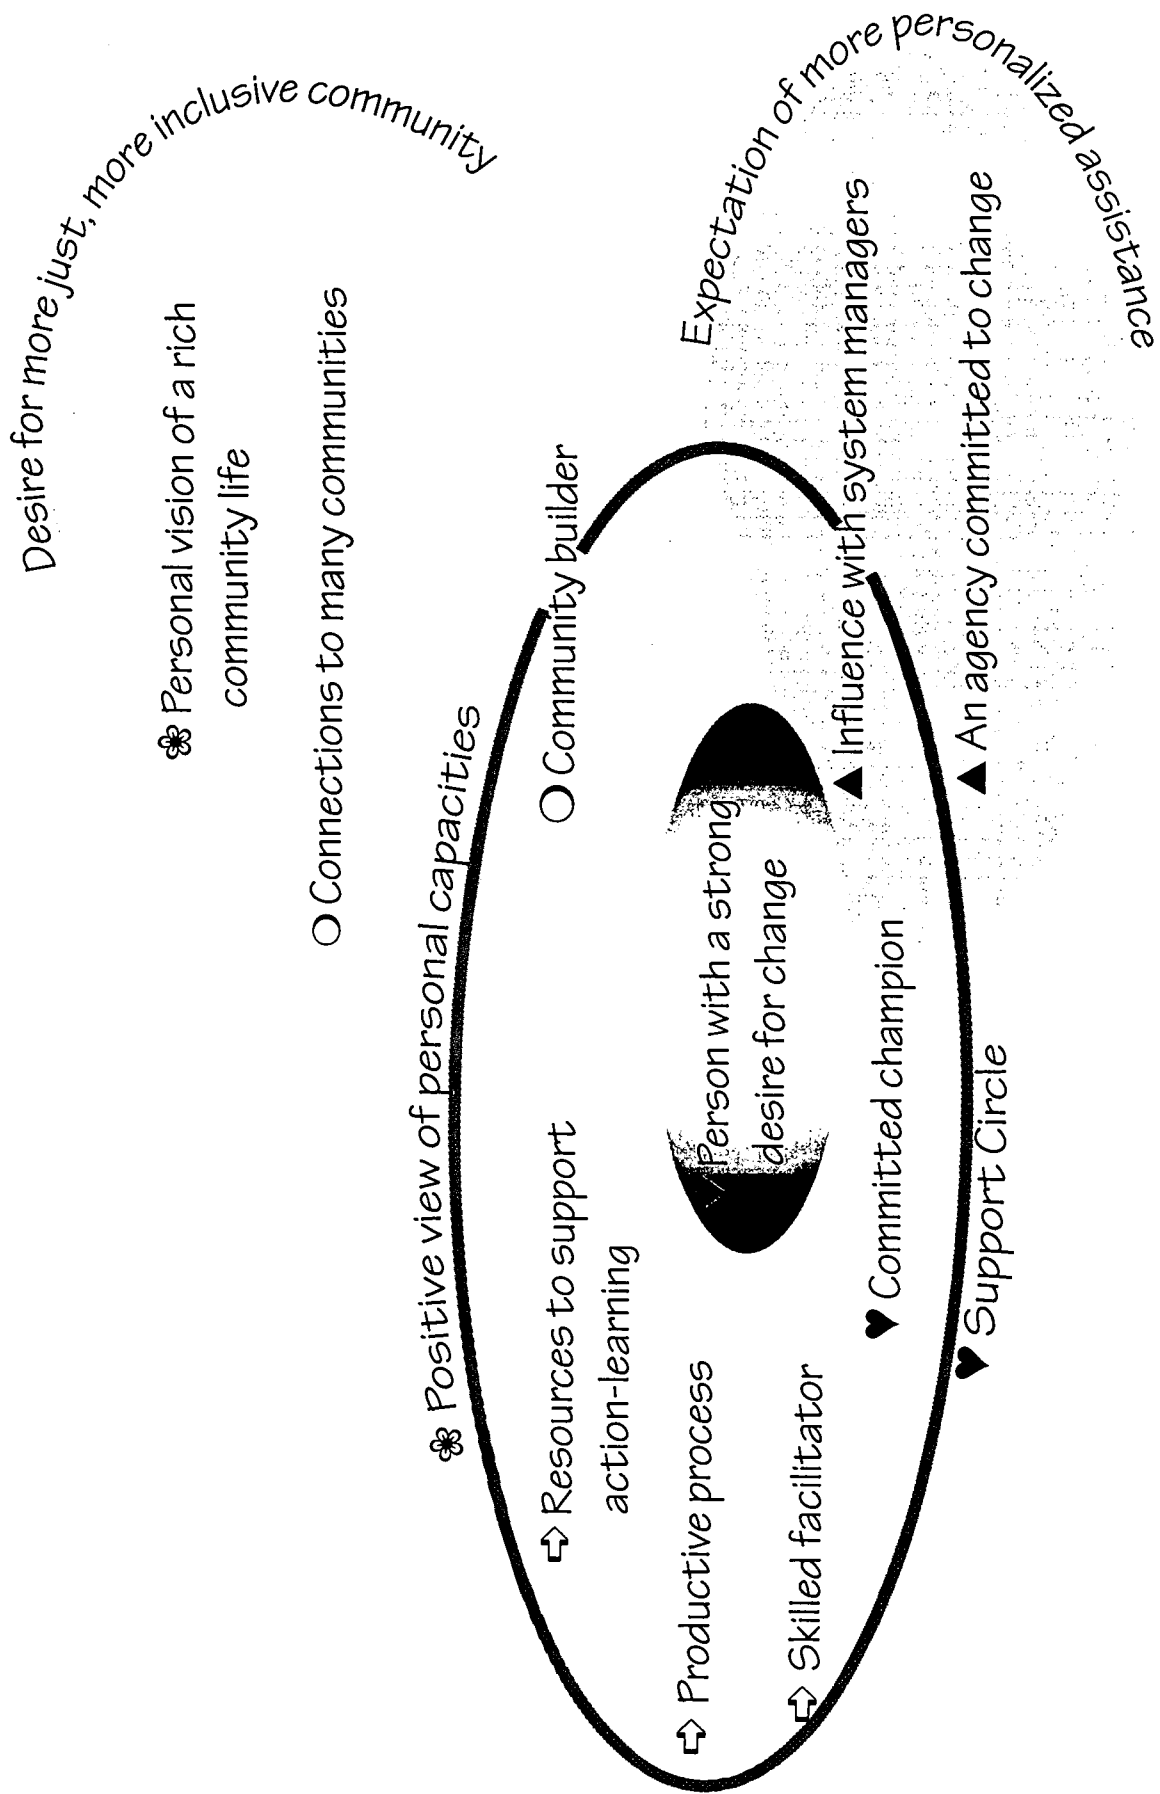 Desire for more just, more inclusive community
❀ Personal vision of a rich
community life
○ Connections to many communities
❀ Positive view of personal capacities
○ Community builder
⇨ Resources to support
action-learning
⇨ Productive process
⇨ Skilled facilitator
Person with a strong
desire for change
Expectation of more personalized assistance
▲ Influence with system managers
♥ Committed champion
▲ An agency committed to change
♥ Support Circle